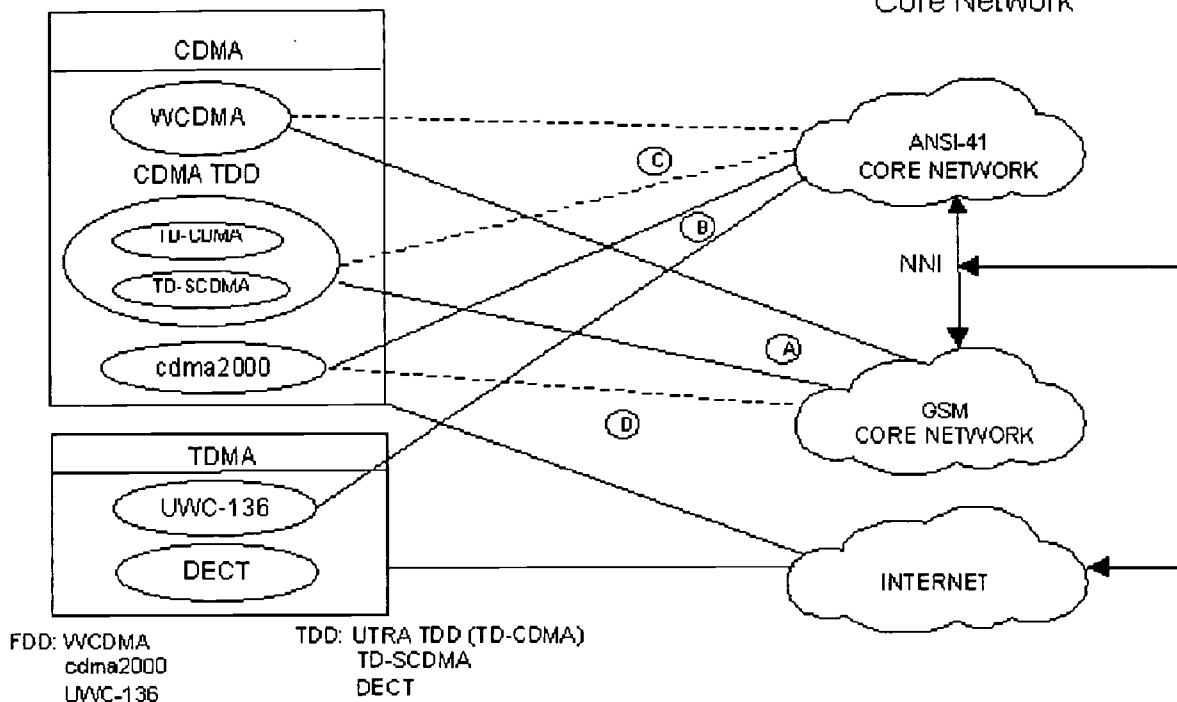 Core Network
CDMA
WCDMA
CDMA TDD
TD-CDMA
TD-SCDMA
cdma2000
TDMA
UWC-136
DECT
C
B
A
D
ANSI-41
CORE NETWORK
NNI
GSM
CORE NETWORK
INTERNET
FDD: WCDMA
cdma2000
UWC-136
TDD: UTRA TDD (TD-CDMA)
TD-SCDMA
DECT